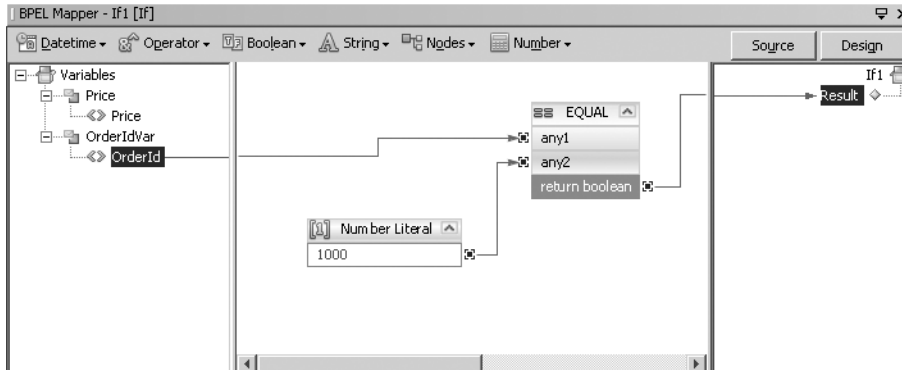 BPEL Mapper - If1 [If]
Datetime Operator Boolean String Nodes Number Source Design
Variables
Price
Price
OrderIdVar
OrderId
EQUAL
any1
any2
return boolean
Number Literal
1000
If1
Result